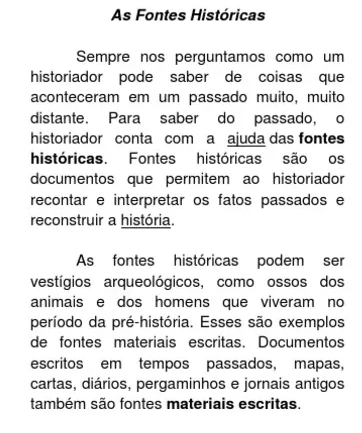 As Fontes Históricas
Sempre nos perguntamos como um
historiador pode saber de coisas que
aconteceram em um passado muito, muito
distante. Para saber do passado, o
historiador conta com a ajuda das fontes
históricas. Fontes históricas são os
documentos que permitem ao historiador
recontar e interpretar os fatos passados e
reconstruir a história.
As fontes históricas podem ser
vestígios arqueológicos, como ossos dos
animais e dos homens que viveram no
período da pré-história. Esses são exemplos
de fontes materiais escritas. Documentos
escritos em tempos passados, mapas,
cartas, diários, pergaminhos e jornais antigos
também são fontes materiais escritas.